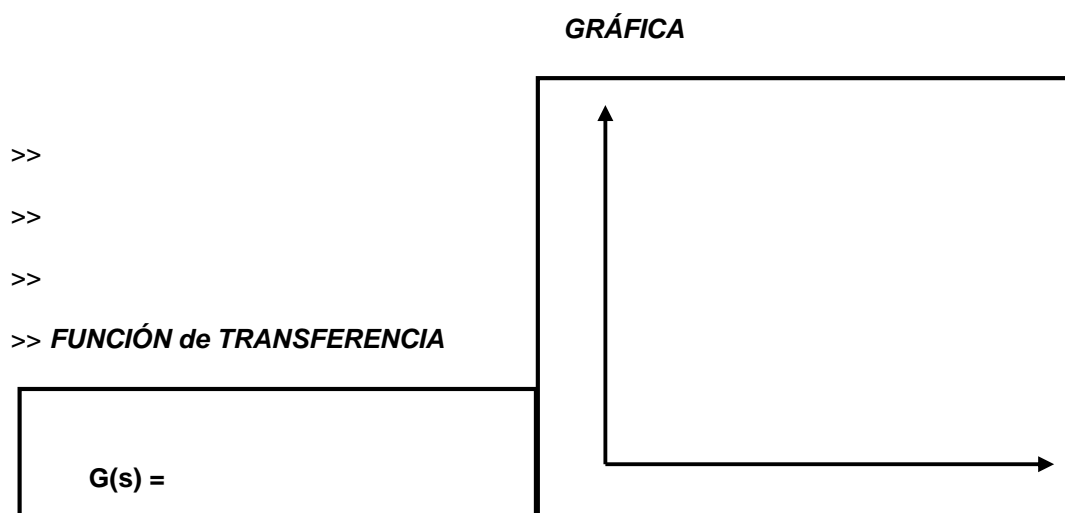 GRÁFICA
>>
>>
>>
>> FUNCIÓN de TRANSFERENCIA
G(s) =